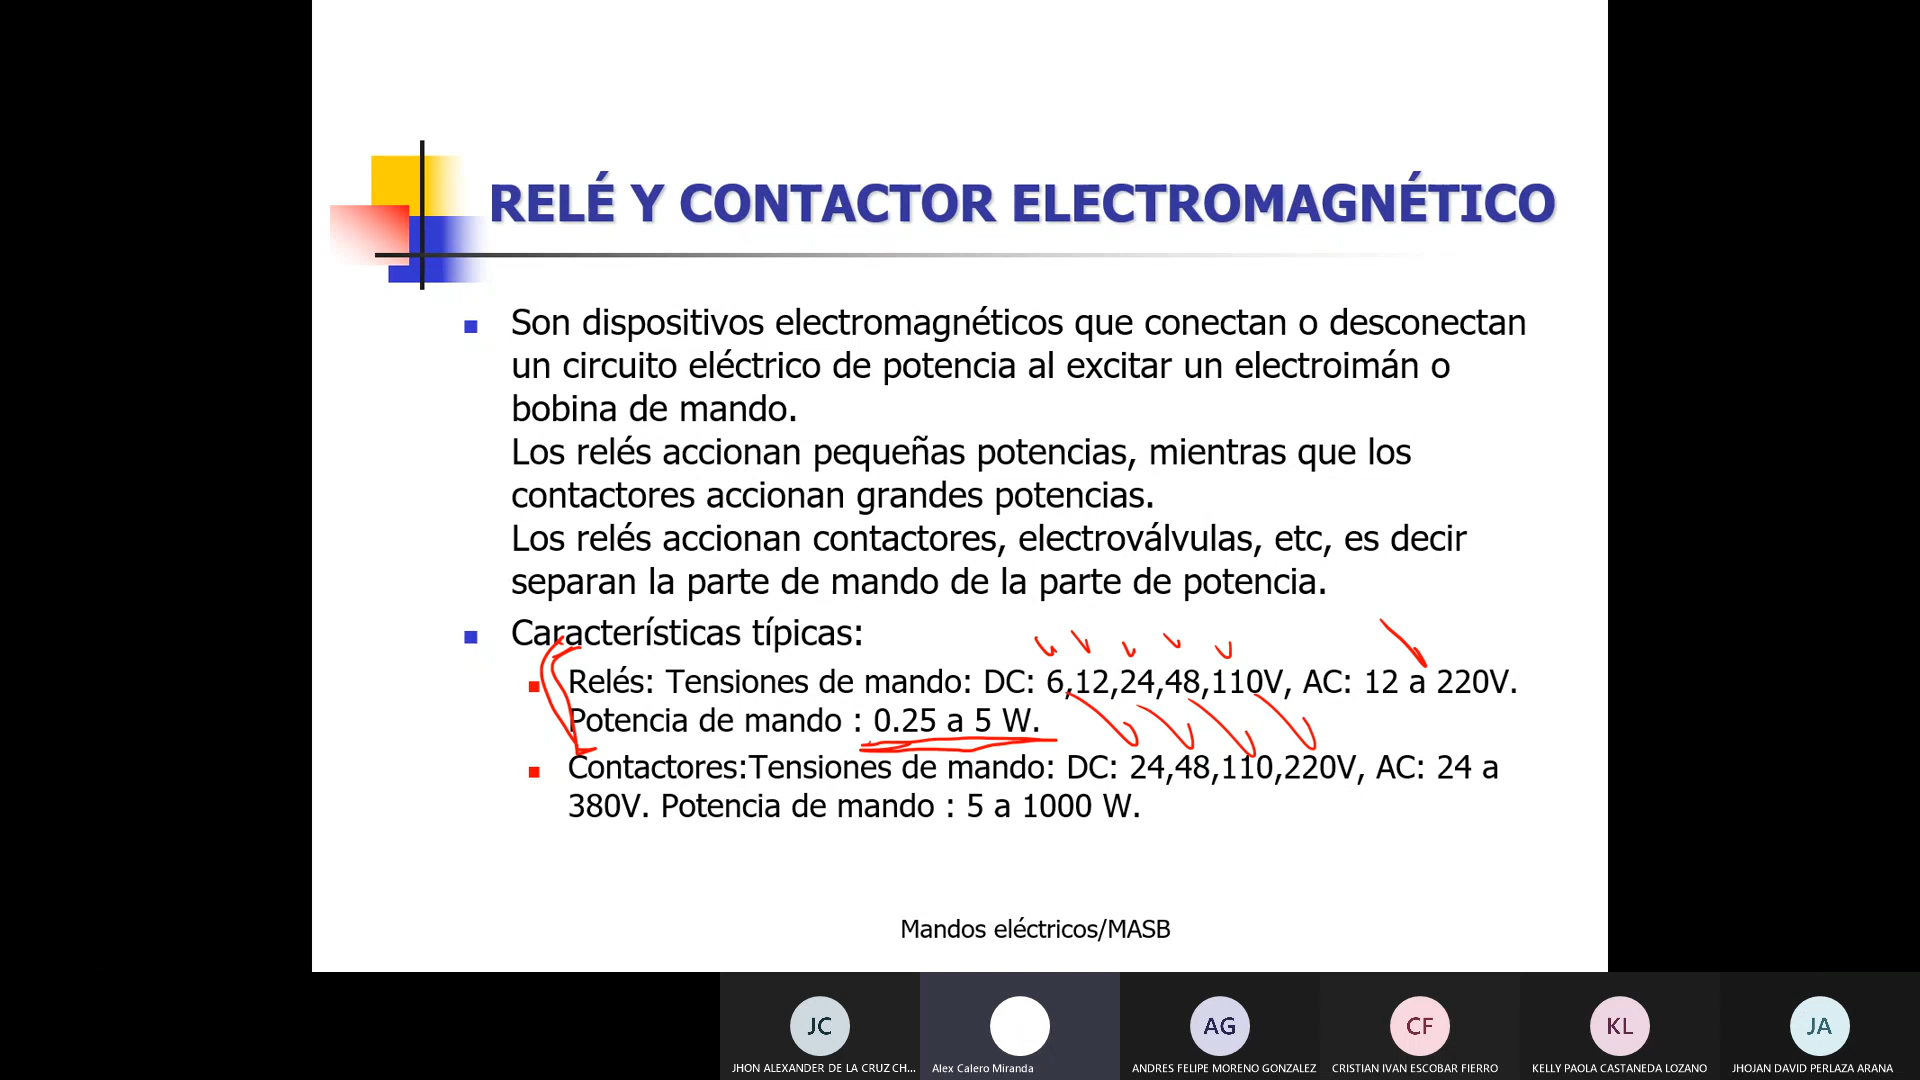 RELÉ Y CONTACTOR ELECTROMAGNÉTICO
Son dispositivos electromagnéticos que conectan o desconectan
un circuito eléctrico de potencia al excitar un electroimán o
bobina de mando.
Los relés accionan pequeñas potencias, mientras que los
contactores accionan grandes potencias.
Los relés accionan contactores, electroválvulas, etc, es decir
separan la parte de mando de la parte de potencia.
Características típicas:
Relés: Tensiones de mando: DC: 6,12,24,48,110V, AC: 12 a 220V.
Potencia de mando : 0.25 a 5 W.
Contactores:Tensiones de mando: DC: 24,48,110,220V, AC: 24 a
380V. Potencia de mando : 5 a 1000 W.
Mandos eléctricos/MASB
JC
AG
CF
KL
JA
JHON ALEXANDER DE LA CRUZ CH...
Alex Calero Miranda
ANDRES FELIPE MORENO GONZALEZ
CRISTIAN IVAN ESCOBAR FIERRO
KELLY PAOLA CASTANEDA LOZANO
JHOJAN DAVID PERLAZA ARANA